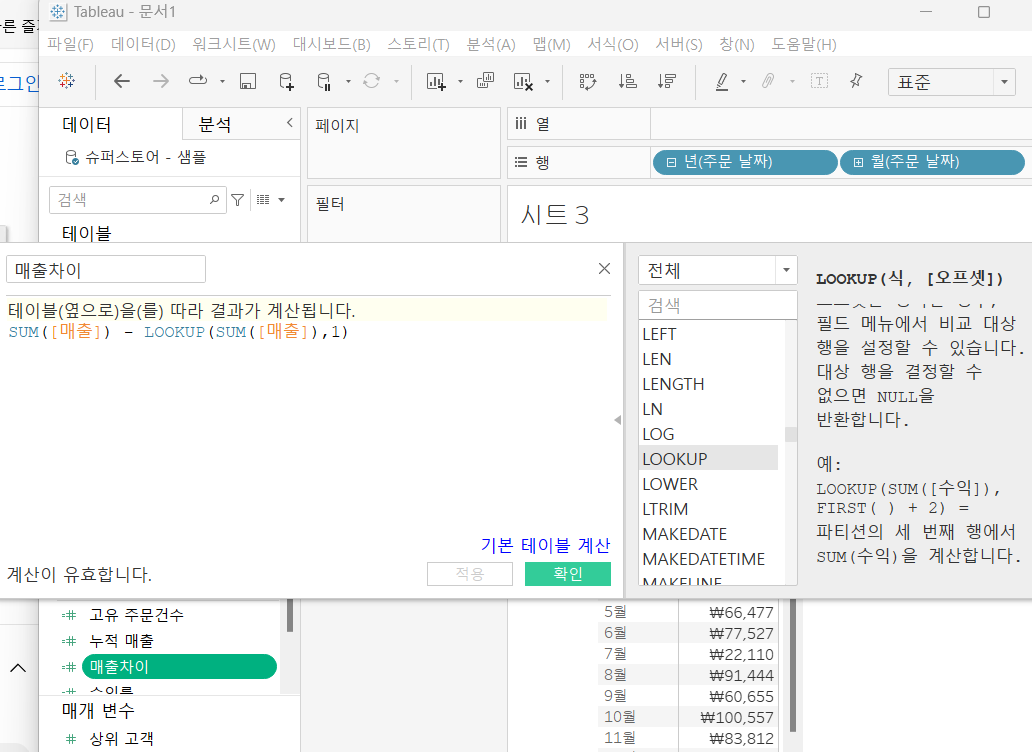 Tableau - 문서1
른 즐
파일(F) 데이터(D) 워크시트(W) 대시보드(B) 스토리(T) 분석(A) 맵(M) 서식(O) 서버(S) 창(N) 도움말(H)
로그인
표준
데이터 분석
슈퍼스토어 - 샘플
검색
테이블
페이지
필터
iii 열
행
년(주문 날짜) 월(주문 날짜)
시트 3
매출차이
테이블(옆으로)을(를) 따라 결과가 계산됩니다.
SUM([매출]) - LOOKUP(SUM([매출]),1)
기본 테이블 계산
계산이 유효합니다.
적용 확인
전체
검색
LEFT
LEN
LENGTH
LN
LOG
LOOKUP
LOWER
LTRIM
MAKEDATE
MAKEDATETIME
MAKELINE
LOOKUP(식, [오프셋])
필드 메뉴에서 비교 대상
행을 설정할 수 있습니다.
대상 행을 결정할 수
없으면 NULL을
반환합니다.
예:
LOOKUP(SUM([수익]),
FIRST( ) + 2) =
파티션의 세 번째 행에서
SUM(수익)을 계산합니다.
고유 주문건수
누적 매출
매출차이
수익률
매개 변수
상위 고객
5월 ₩66,477
6월 ₩77,527
7월 ₩22,110
8월 ₩91,444
9월 ₩60,655
10월 ₩100,557
11월 ₩83,812